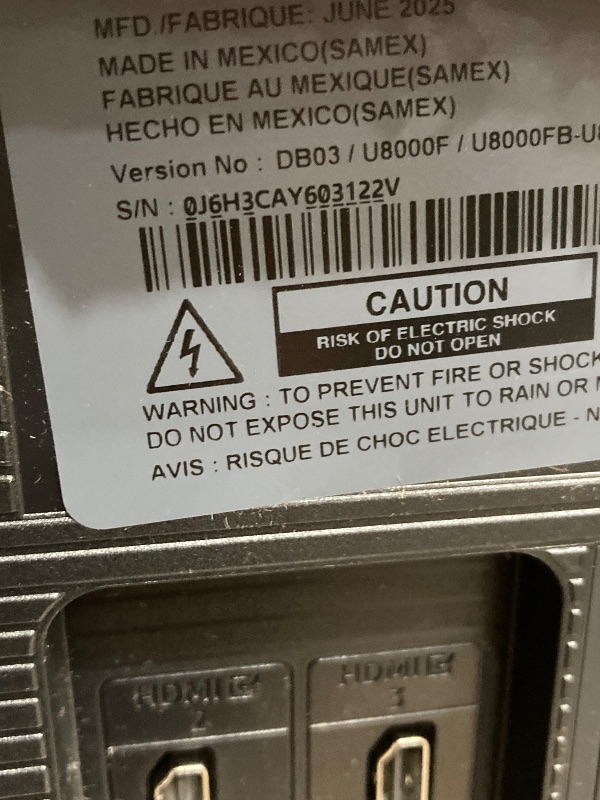 MFD./FABRIQUE: JUNE 2025
MADE IN MEXICO(SAMEX)
FABRIQUE AU MEXIQUE(SAMEX)
HECHO EN MEXICO(SAMEX)
Version No : DB03 / U8000F / U8000FB-U8
S/N : 0J6H3CAY603122V
CAUTION
RISK OF ELECTRIC SHOCK
DO NOT OPEN
WARNING : TO PREVENT FIRE OR SHOCK
DO NOT EXPOSE THIS UNIT TO RAIN OR
AVIS : RISQUE DE CHOC ELECTRIQUE - N
HDMI
2
HDMI
3